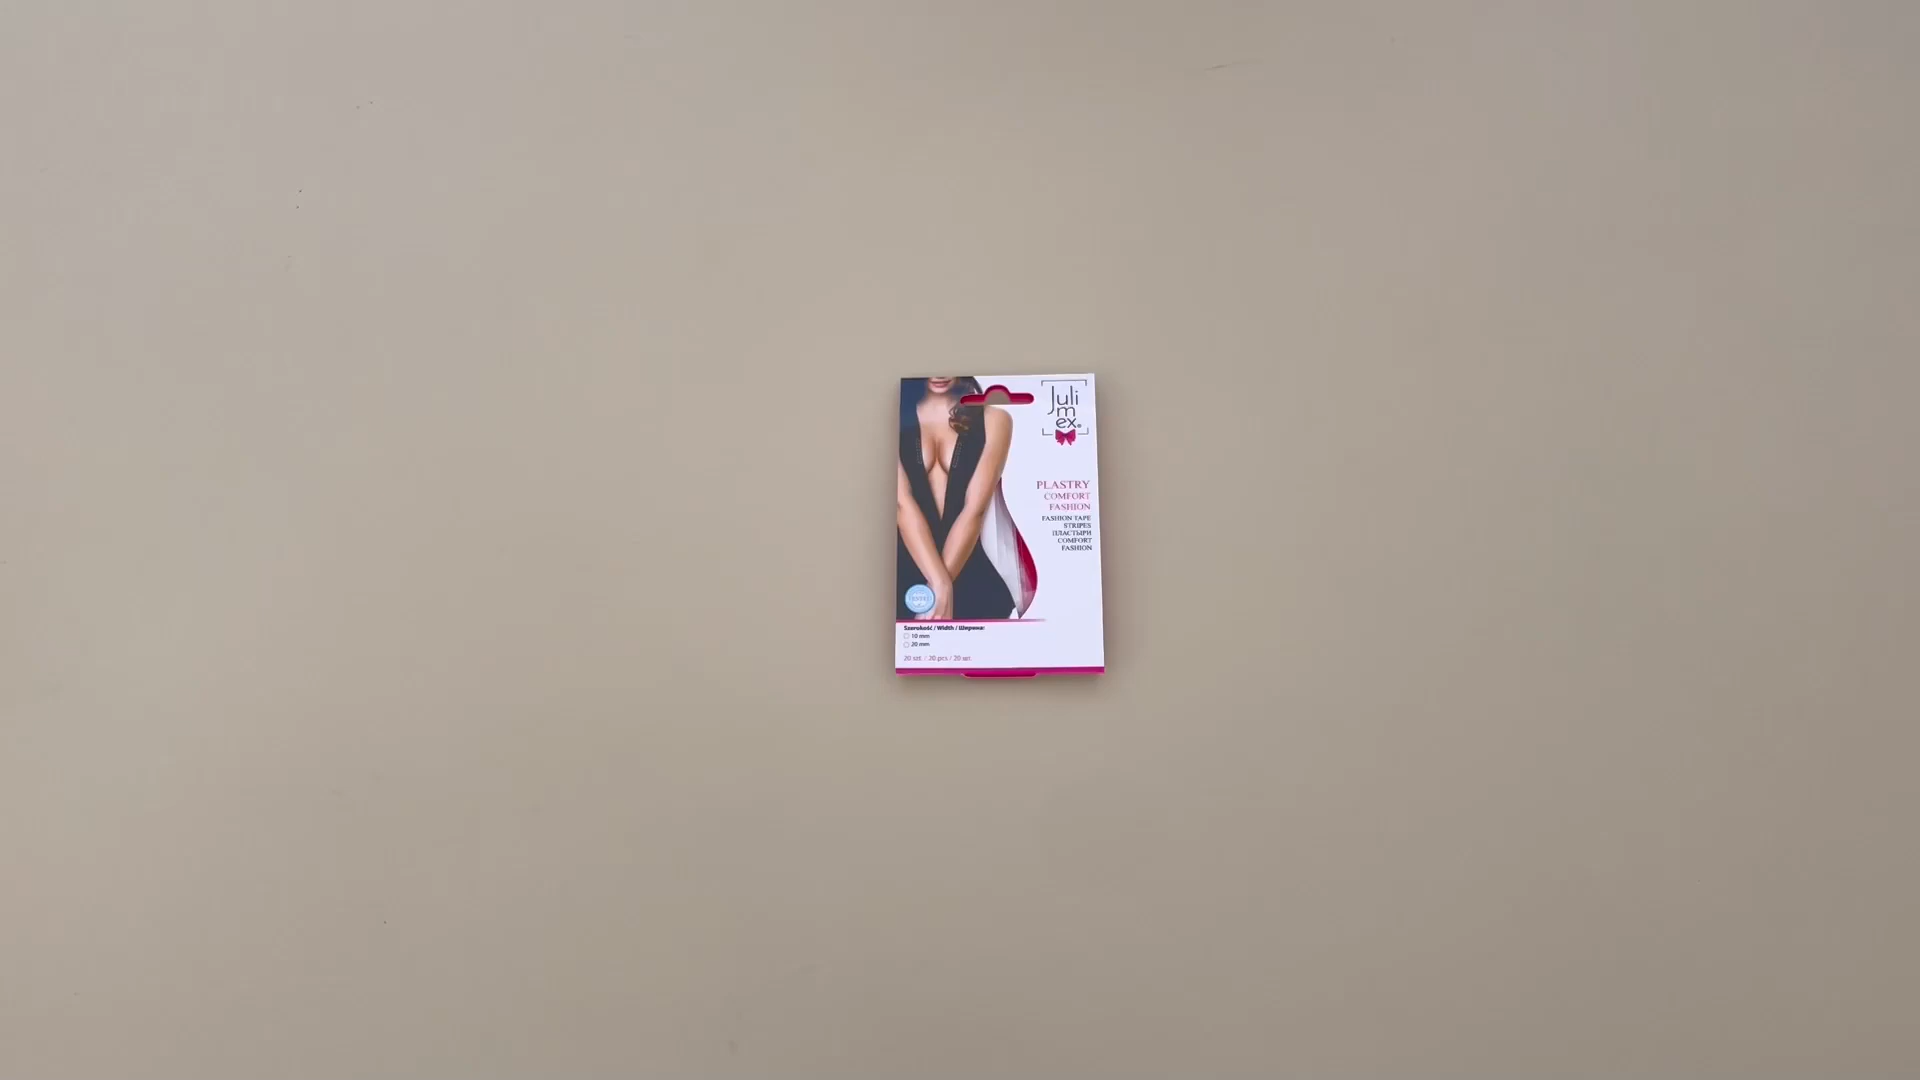 Juli
m
ex®
PLASTRY
COMFORT
FASHION
FASHION TAPE
STRIPES
ПЛАСТЫРИ
COMFORT
FASHION
Szerokość / Width / Ширина:
10 mm
20 mm
20 szt. / 20 pcs / 20 шт.